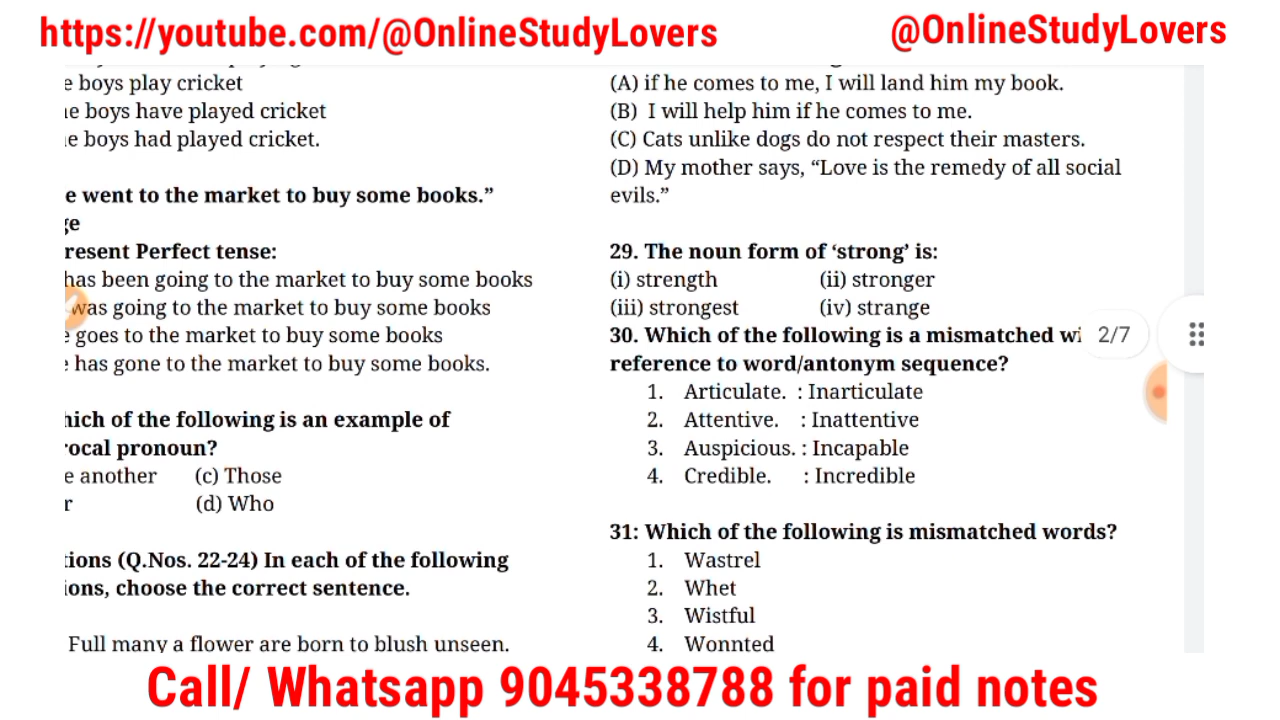 https://youtube.com/@OnlineStudyLovers
@OnlineStudyLovers
e boys play cricket
e boys have played cricket
e boys had played cricket.
e went to the market to buy some books.”
resent Perfect tense:
has been going to the market to buy some books
was going to the market to buy some books
goes to the market to buy some books
has gone to the market to buy some books.
hich of the following is an example of
rocal pronoun?
e another (c) Those
r (d) Who
tions (Q.Nos. 22-24) In each of the following
ions, choose the correct sentence.
Full many a flower are born to blush unseen.
(A) if he comes to me, I will land him my book.
(B) I will help him if he comes to me.
(C) Cats unlike dogs do not respect their masters.
(D) My mother says, “Love is the remedy of all social
evils.”
29. The noun form of ‘strong’ is:
(i) strength (ii) stronger
(iii) strongest (iv) strange
30. Which of the following is a mismatched wi
reference to word/antonym sequence?
1. Articulate. : Inarticulate
2. Attentive. : Inattentive
3. Auspicious. : Incapable
4. Credible. : Incredible
31: Which of the following is mismatched words?
1. Wastrel
2. Whet
3. Wistful
4. Wonnted
2/7
Call/ Whatsapp 9045338788 for paid notes